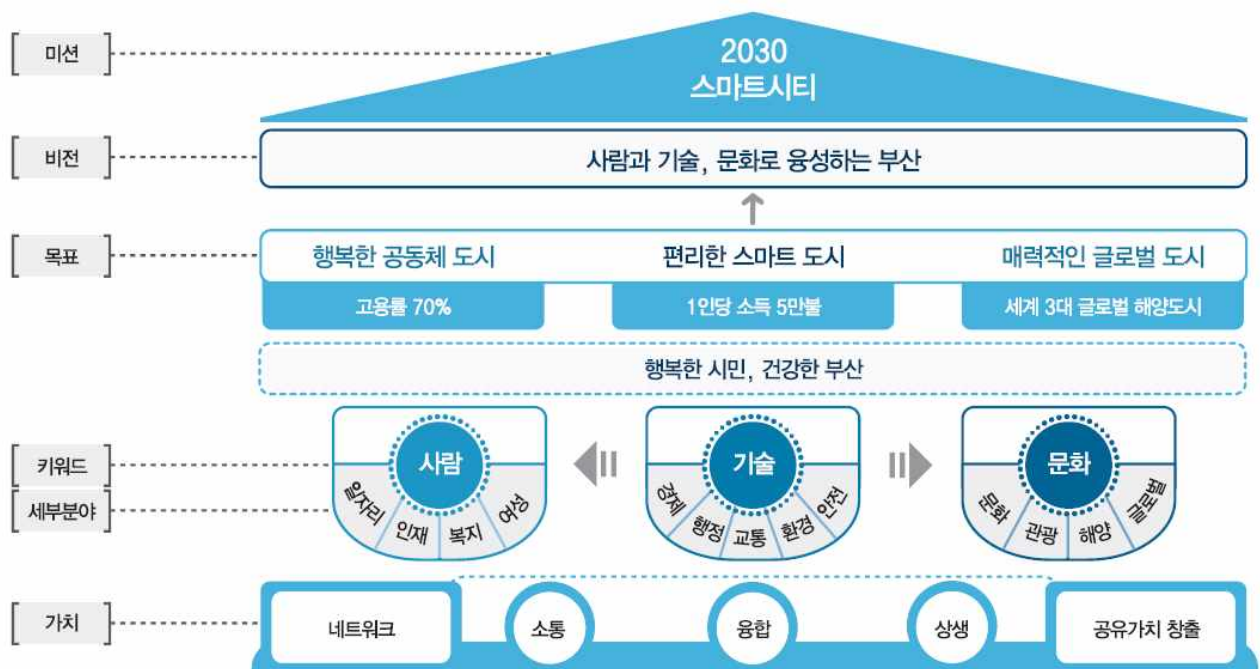 미션
2030
스마트시티
비전
사람과 기술, 문화로 융성하는 부산
목표
행복한 공동체 도시
편리한 스마트 도시
매력적인 글로벌 도시
고용률 70%
1인당 소득 5만불
세계 3대 글로벌 해양도시
행복한 시민, 건강한 부산
키워드
사람
기술
문화
세부분야
일자리
인재
복지
여성
경제
행정
교통
환경
안전
문화
관광
해양
글로벌
가치
네트워크
소통
융합
상생
공유가치 창출